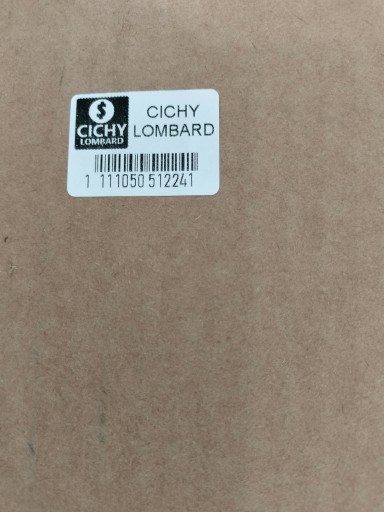 $
CICHY
LOMBARD
CICHY
LOMBARD
1 111050 512241